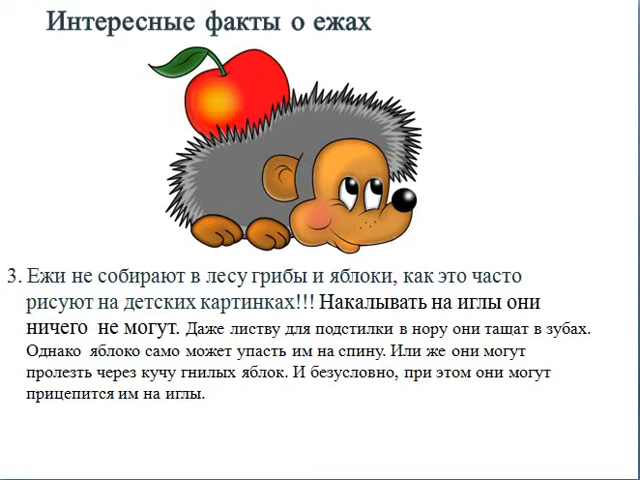 Интересные факты о ежах
3. Ежи не собирают в лесу грибы и яблоки, как это часто
рисуют на детских картинках!!! Накалывать на иглы они
ничего не могут. Даже листву для подстилки в нору они тащат в зубах.
Однако яблоко само может упасть им на спину. Или же они могут
пролезть через кучу гнилых яблок. И безусловно, при этом они могут
прицепится им на иглы.